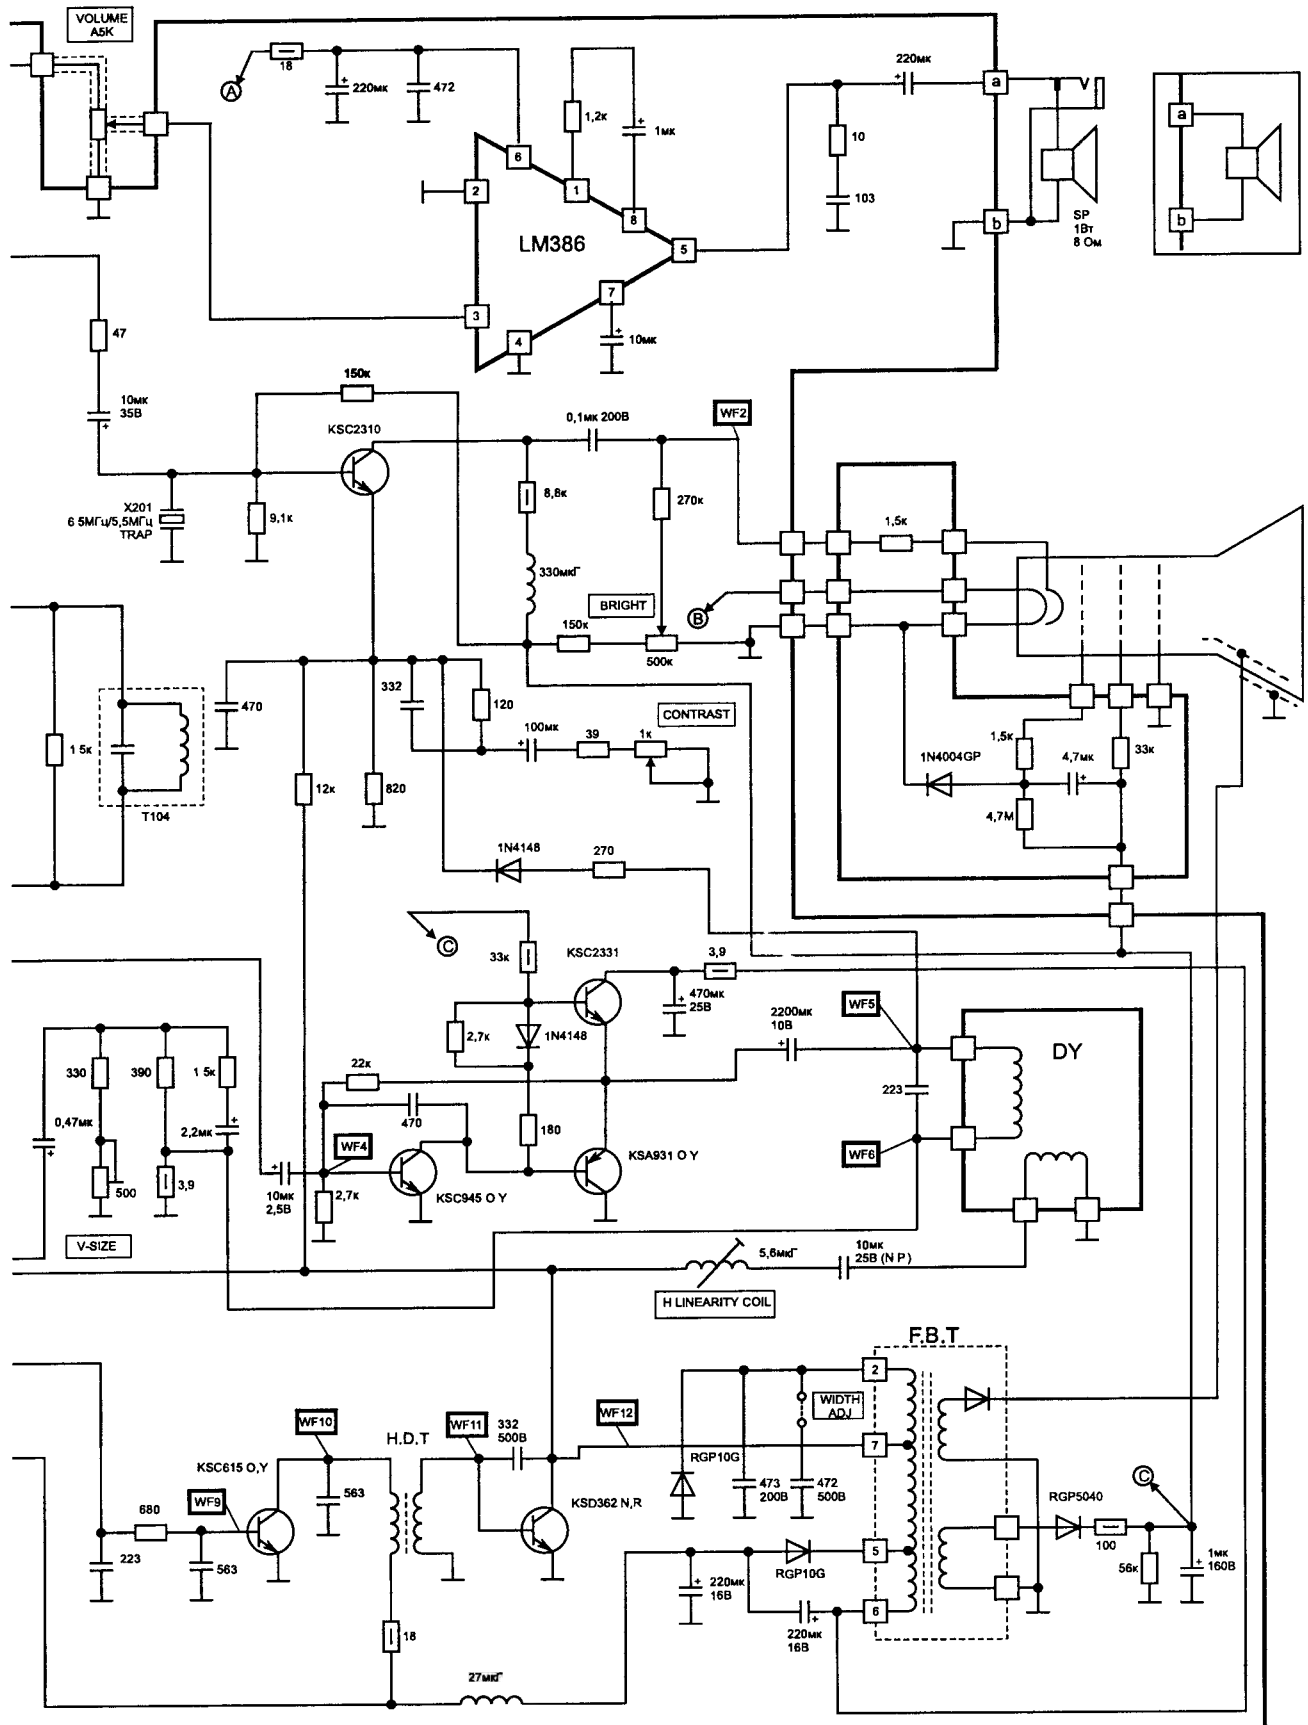 VOLUME
A5K
A
18
220мк
472
1,2к
1мк
220мк
a
b
10
103
SP
1Вт
8 Ом
a
b
6
2
1
8
5
7
3
4
LM386
10мк
47
10мк
35В
150к
KSC2310
0,1мк 200В
WF2
X201
6 5МГц/5,5МГц
TRAP
9,1к
8,8к
270к
330мкГ
BRIGHT
B
150к
500к
1,5к
1 5к
T104
470
332
120
CONTRAST
100мк
39
1к
12к
820
1N4004GP
1,5к
4,7мк
33к
4,7М
1N4148
270
C
33к
KSC2331
3,9
470мк
25В
2,7к
1N4148
2200мк
10В
WF5
DY
223
WF6
330
390
1 5к
0,47мк
2,2мк
500
3,9
V-SIZE
22к
470
WF4
180
KSA931 O Y
10мк
2,5В
2,7к
KSC945 O Y
5,6мкГ
10мк
25В (N P)
H LINEARITY COIL
F.B.T
2
7
5
6
WIDTH
ADJ
WF10
H.D.T
WF11
332
500В
WF12
RGP10G
473
200В
472
500В
KSC615 O,Y
WF9
563
KSD362 N,R
C
RGP5040
680
223
563
220мк
16В
RGP10G
220мк
16В
100
56к
1мк
160В
18
27мкГ